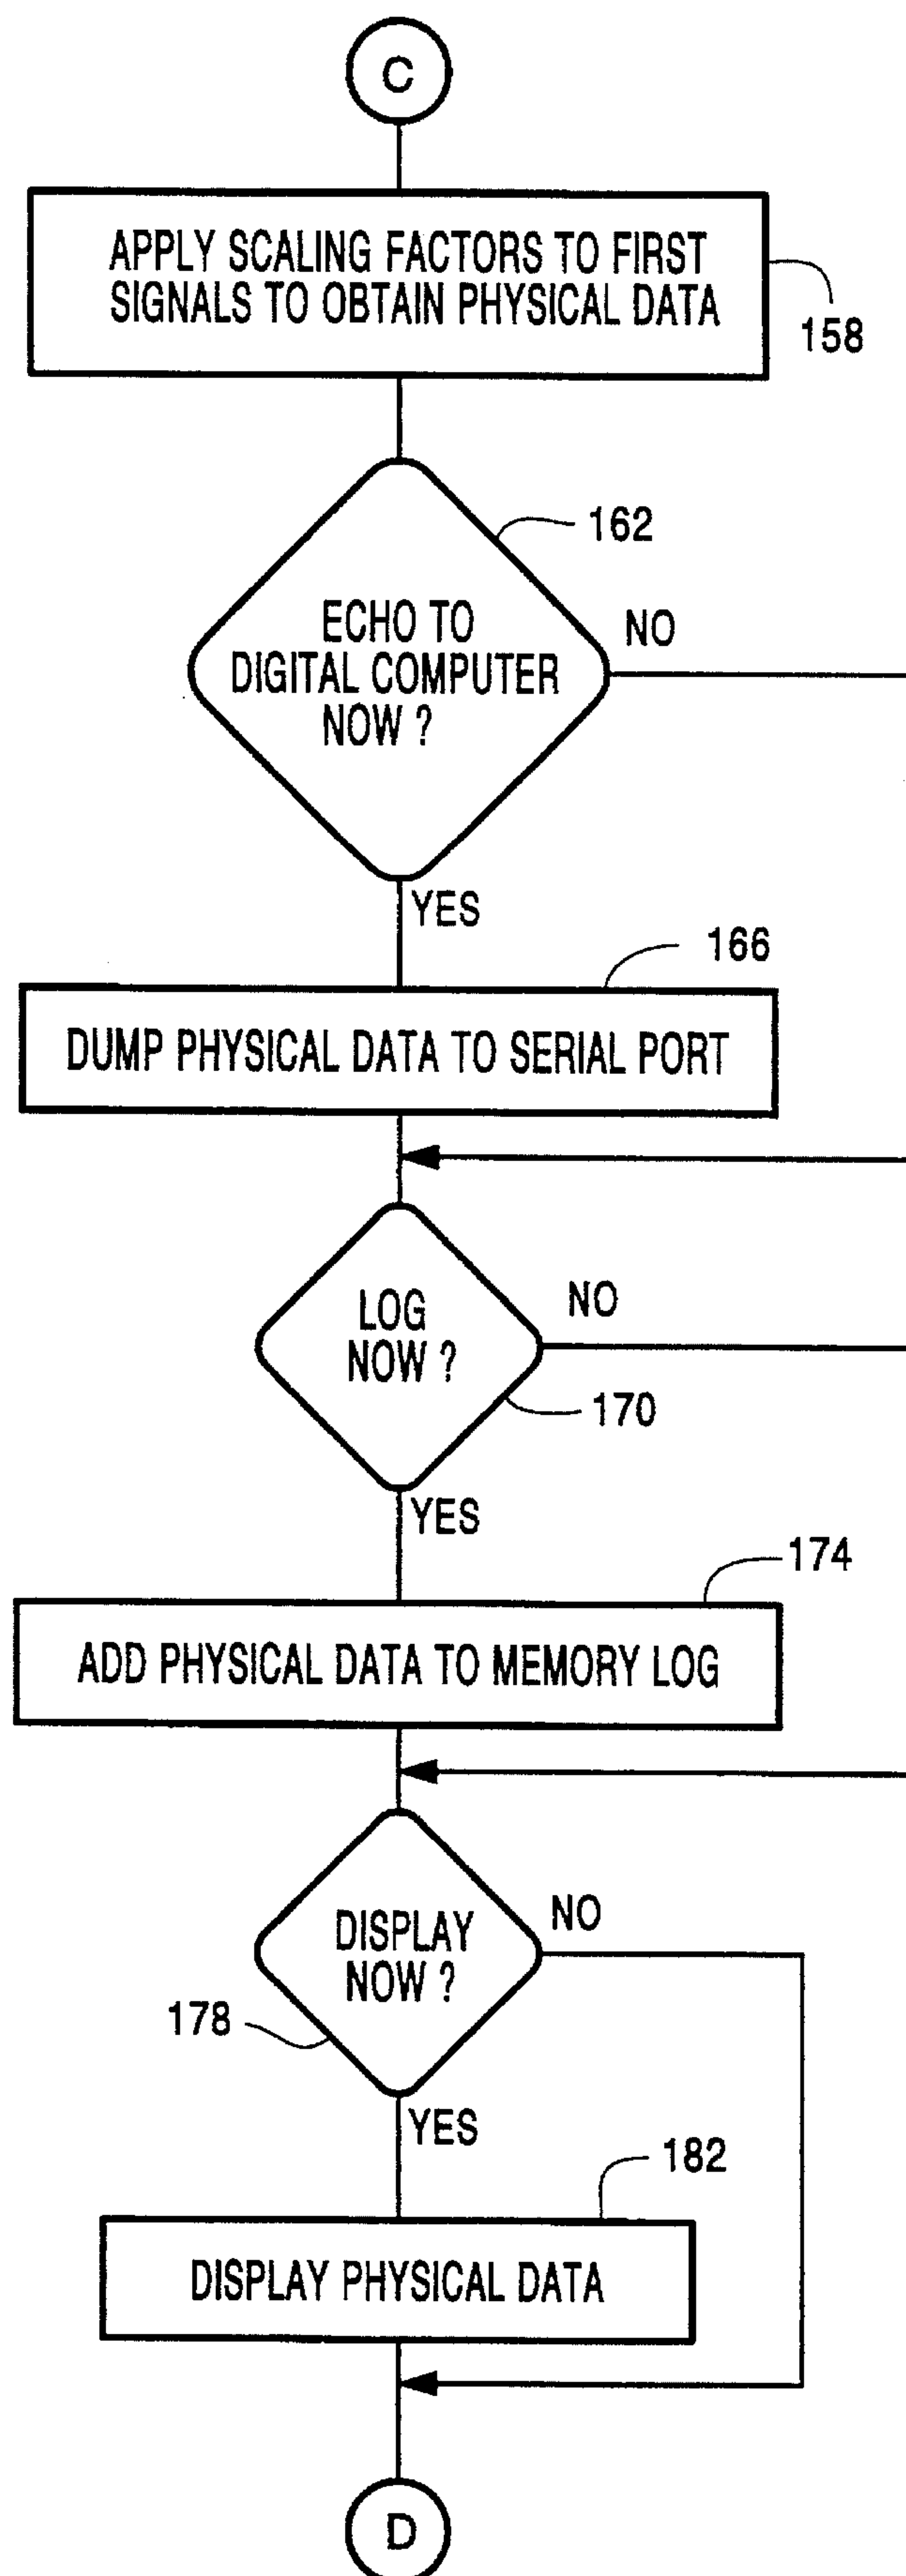 C
APPLY SCALING FACTORS TO FIRST
SIGNALS TO OBTAIN PHYSICAL DATA
158
162
ECHO TO
DIGITAL COMPUTER
NOW ?
NO
YES
166
DUMP PHYSICAL DATA TO SERIAL PORT
LOG
NOW ?
NO
170
YES
174
ADD PHYSICAL DATA TO MEMORY LOG
DISPLAY
NOW ?
NO
178
YES
182
DISPLAY PHYSICAL DATA
D